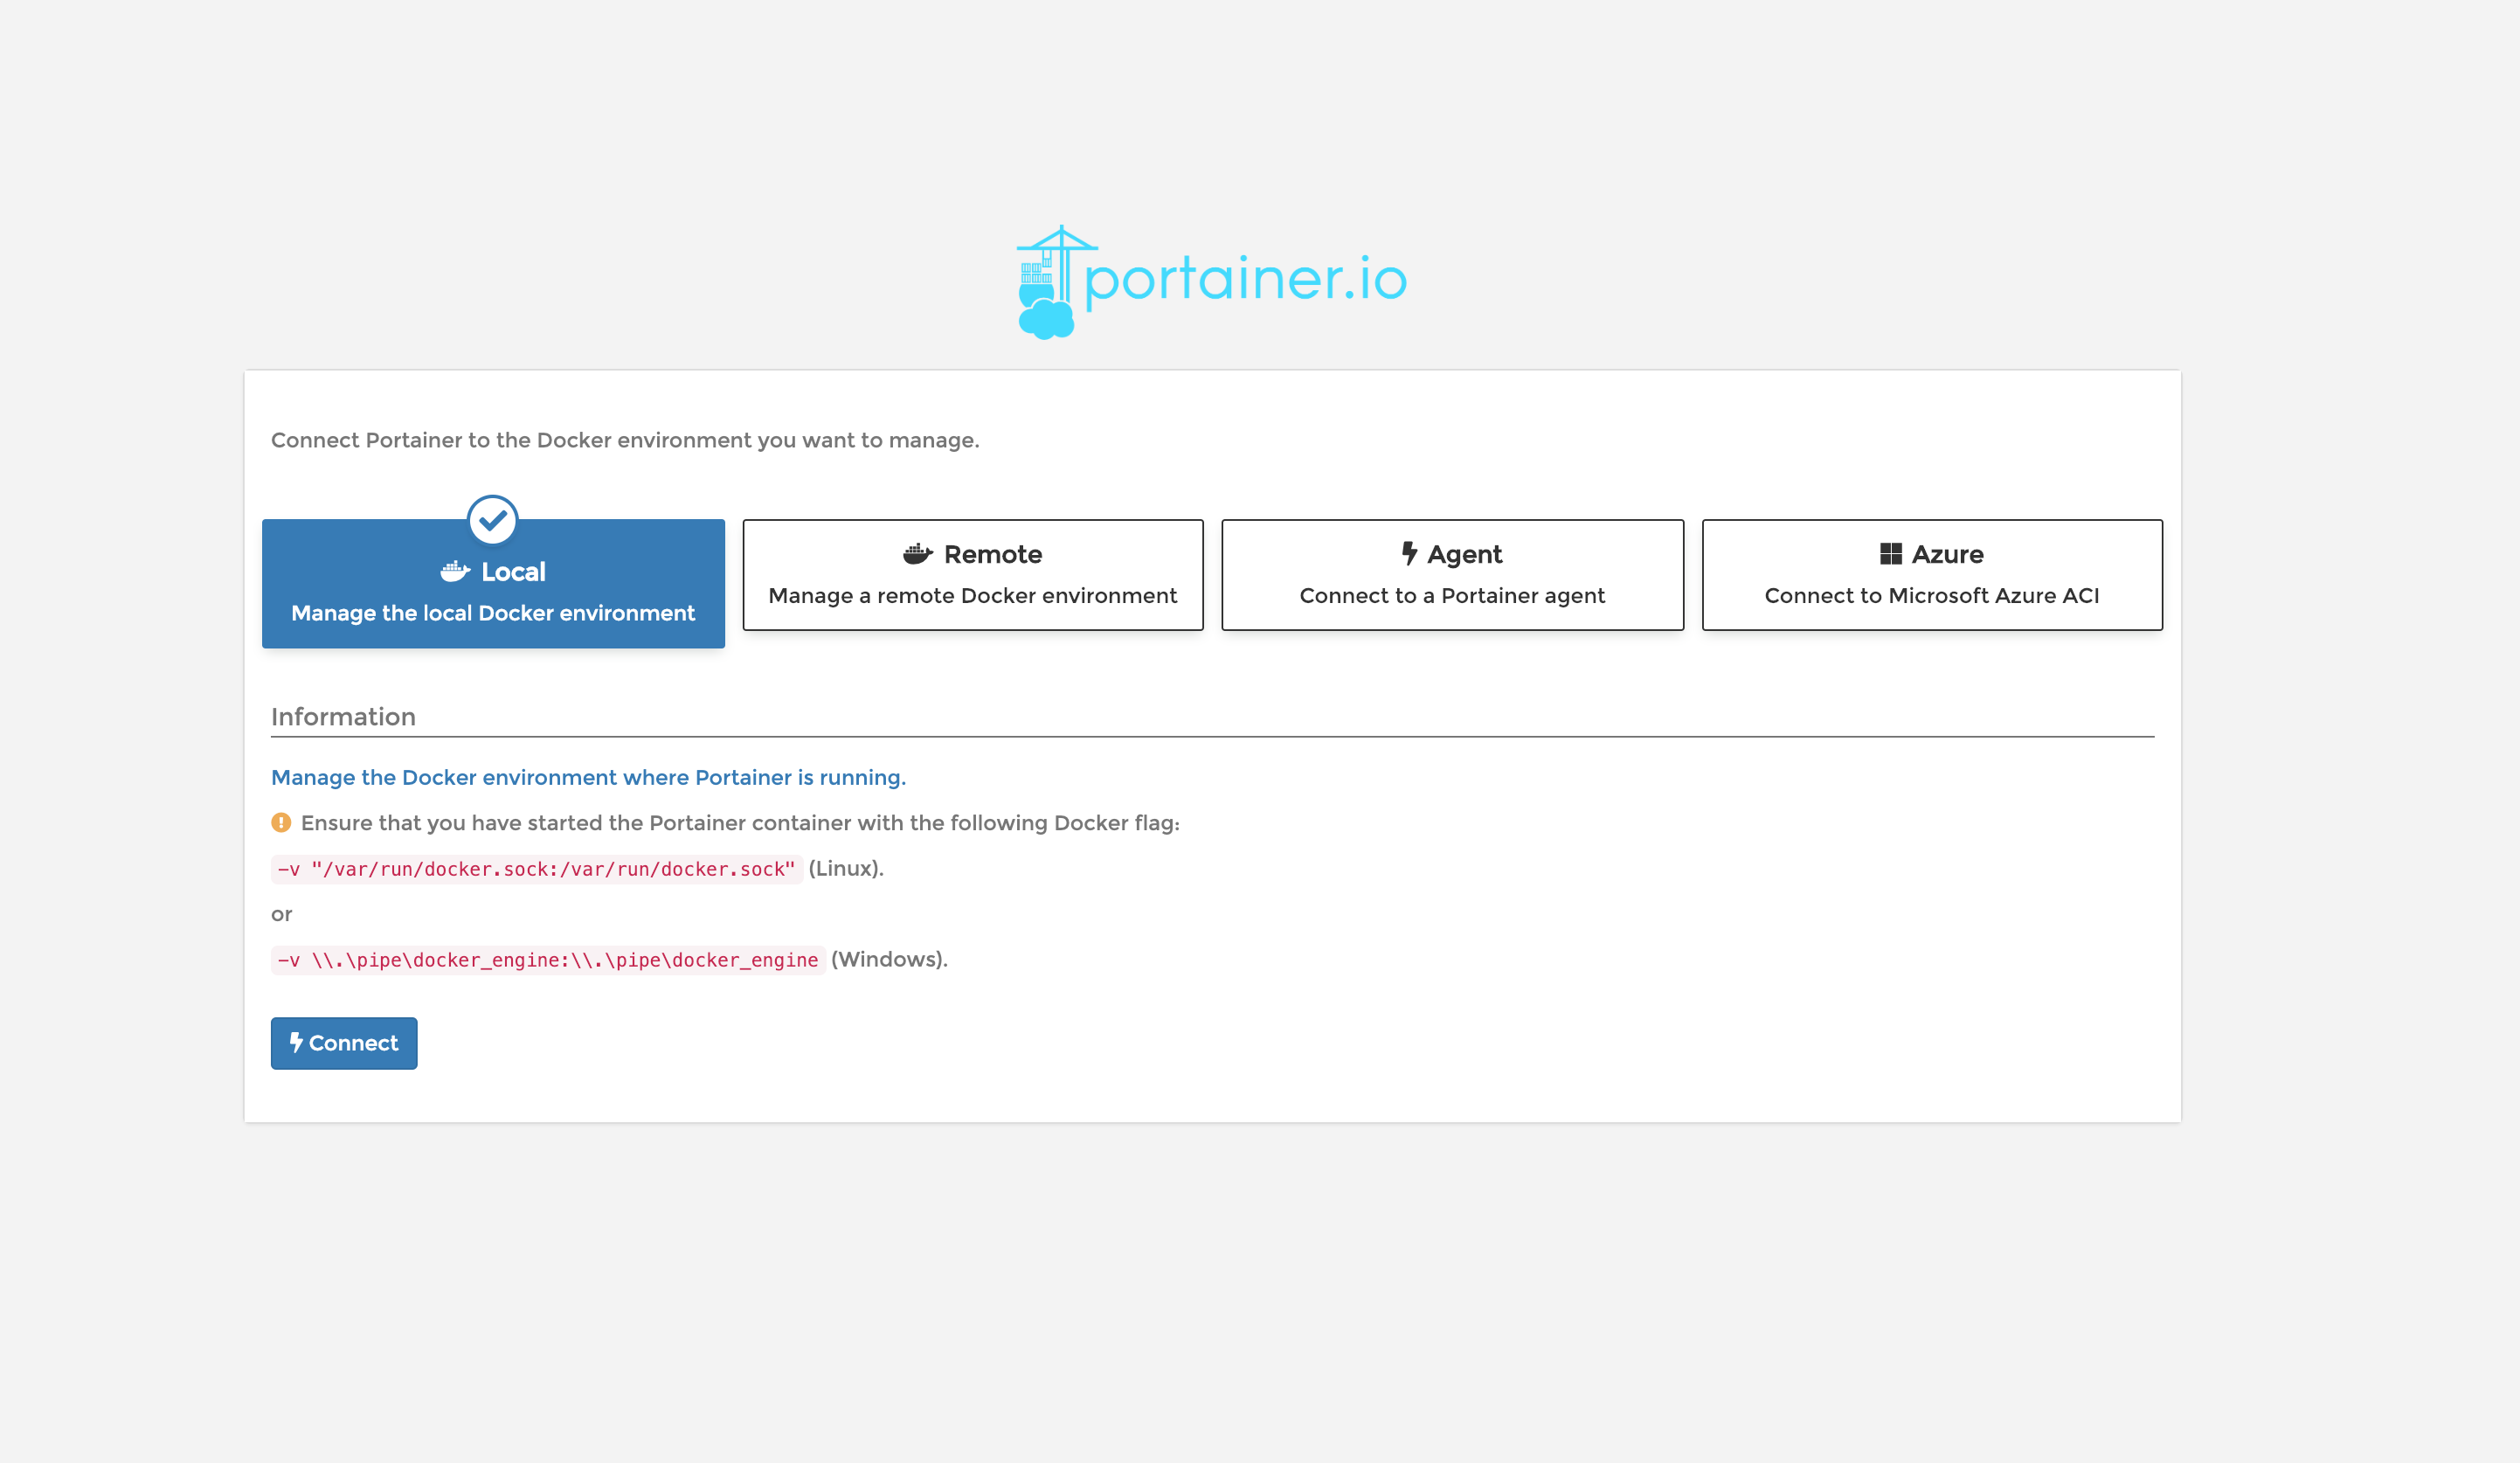 portainer.io
Connect Portainer to the Docker environment you want to manage.
Local
Manage the local Docker environment
Remote
Manage a remote Docker environment
Agent
Connect to a Portainer agent
Azure
Connect to Microsoft Azure ACI
Information
Manage the Docker environment where Portainer is running.
Ensure that you have started the Portainer container with the following Docker flag:
-v "/var/run/docker.sock:/var/run/docker.sock" (Linux).
or
-v \\.\pipe\docker_engine:\\.\pipe\docker_engine (Windows).
Connect